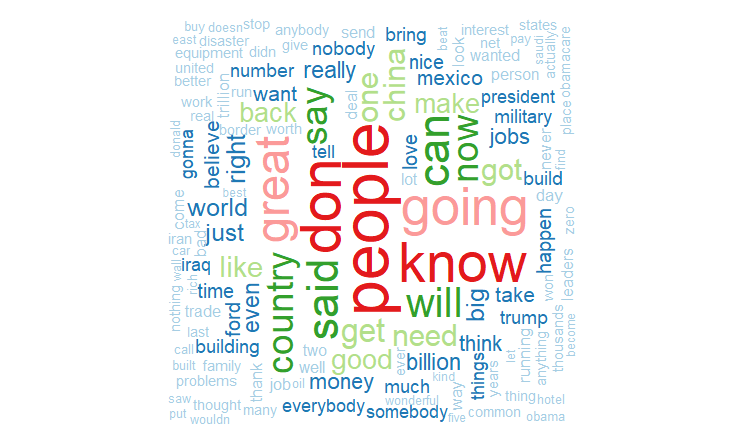 buy doesn stop anybody send bring interest states
east disaster give nobody look net pay saudi actually
equipment didn really nice wanted beat
united number mexico person place obamacare
better trillion want deal one china
work run back say make president
real border worth can now military
donald gonna believe right tell love got jobs never find
come best great don people lot build day
world going zero
tax just know happen
iran bad car like said will won leaders
nothing wall rich iraq
time ford even country big take
trade get need trump thousands become
last building good think running anything
call two ever billion things let
built family well kind years
problems thank job oil money much way thing hotel
saw thought many everybody wonderful somebody common
put wouldn five obama